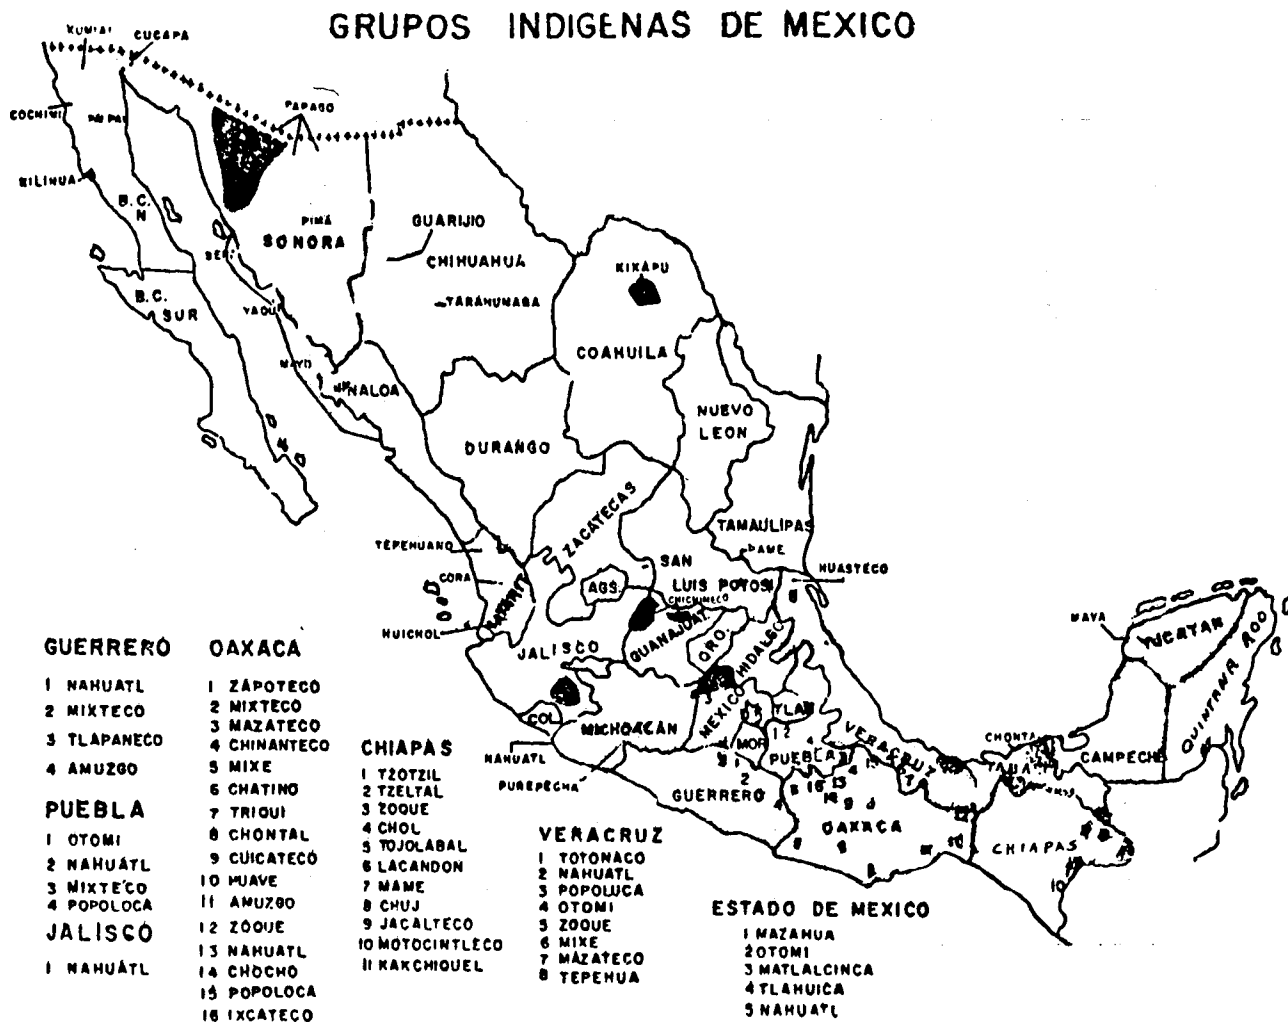 GRUPOS INDIGENAS DE MEXICO
KUMIAI
CUCAPA
PAPAGO
COCHIMI
PAI PAI
KILIHUA
B.C.
N
PIMA
SONORA
GUARIJIO
CHIHUAHUA
TARAHUMARA
KIKAPU
SERI
B.C.
SUR
YAQUI
MAYO
SINALOA
COAHUILA
NUEVO
LEON
DURANGO
ZACATECAS
TAMAULIPAS
PAME
TEPEHUANO
SAN
LUIS POTOSI
HUASTECO
CORA
AGS.
CHICHIMECO
NAYARIT
HUICHOL
JALISCO
GUANAJUAT.
QRO.
HIDALGO
MAYA
YUCATAN
QUINTANA ROO
COL
MICHOACAN
MEXICO
TLAX
MOR
PUEBLA
VERACRUZ
CHONTAL
CAMPECHE
NAHUATL
PUREPECHA
GUERRERO
OAXACA
CHIAPAS
GUERRERO
1 NAHUATL
2 MIXTECO
3 TLAPANECO
4 AMUZGO
PUEBLA
1 OTOMI
2 NAHUATL
3 MIXTECO
4 POPOLOCA
JALISCO
1 NAHUATL
OAXACA
1 ZAPOTECO
2 MIXTECO
3 MAZATECO
4 CHINANTECO
5 MIXE
6 CHATINO
7 TRIQUI
8 CHONTAL
9 CUICATECO
10 HUAVE
11 AMUZGO
12 ZOQUE
13 NAHUATL
14 CHOCHO
15 POPOLOCA
16 IXCATECO
CHIAPAS
1 TZOTZIL
2 TZELTAL
3 ZOQUE
4 CHOL
5 TOJOLABAL
6 LACANDON
7 MAME
8 CHUJ
9 JACALTECO
10 MOTOCINTLECO
11 KAKCHIQUEL
VERACRUZ
1 TOTONACO
2 NAHUATL
3 POPOLUCA
4 OTOMI
5 ZOQUE
6 MIXE
7 MAZATECO
8 TEPEHUA
ESTADO DE MEXICO
1 MAZAHUA
2 OTOMI
3 MATLALCINCA
4 TLAHUICA
5 NAHUATL